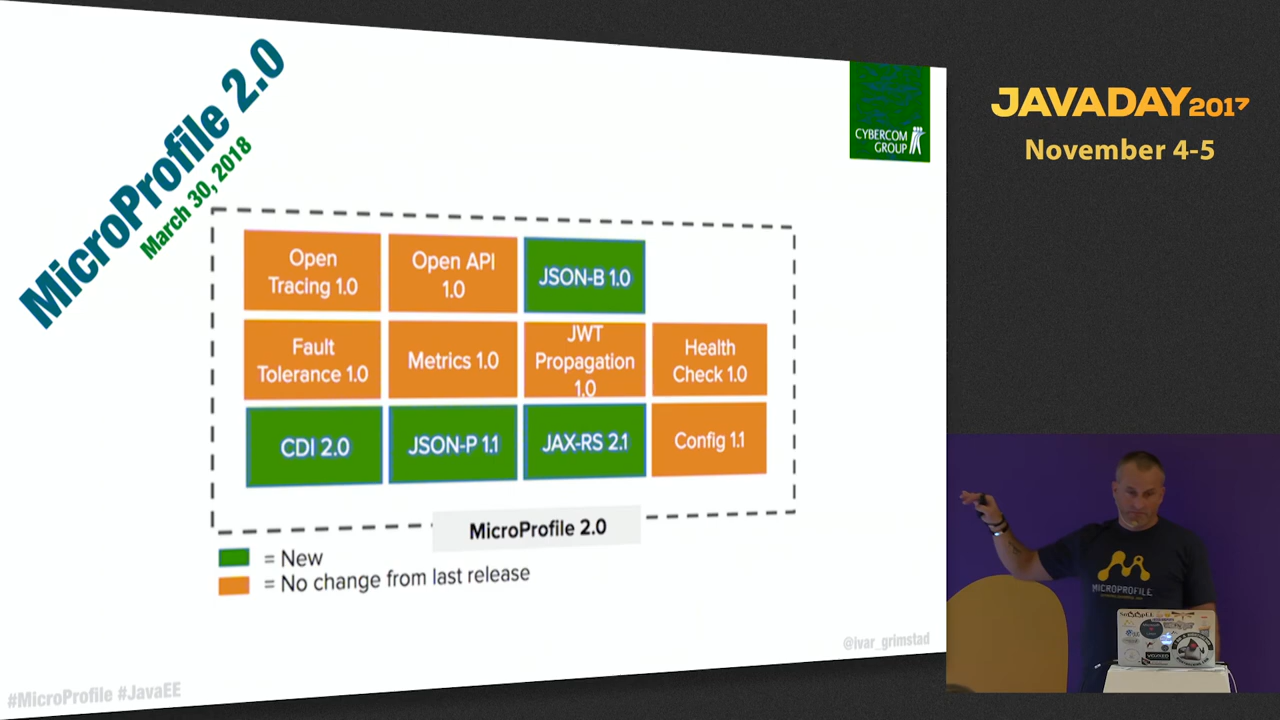 MicroProfile 2.0
March 30, 2018
CYBERCOM
GROUP
JAVADAY 2017
November 4-5
Open
Tracing 1.0
Open API
1.0
JSON-B 1.0
Fault
Tolerance 1.0
Metrics 1.0
JWT
Propagation
1.0
Health
Check 1.0
CDI 2.0
JSON-P 1.1
JAX-RS 2.1
Config 1.1
MicroProfile 2.0
= New
= No change from last release
@ivar_grimstad
#MicroProfile #JavaEE
MICROPROFILE